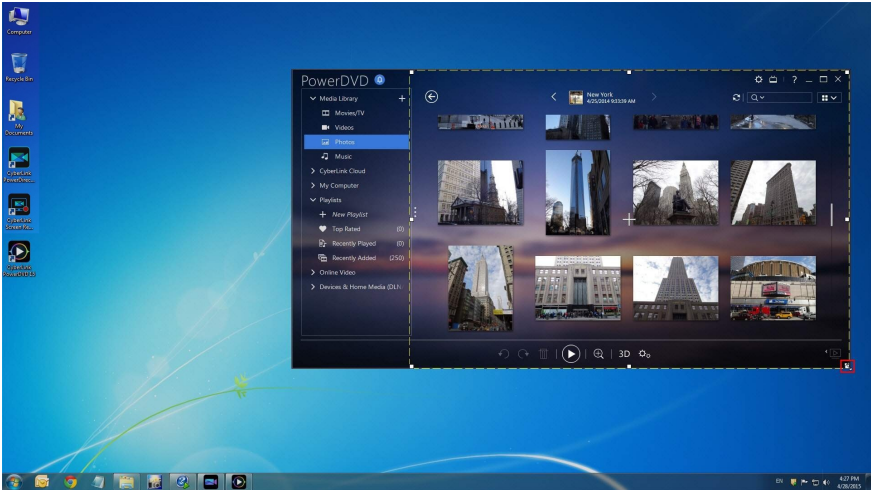 Computer
Recycle Bin
My
Documents
CyberLink
PowerDirec...
CyberLink
Screen Re...
CyberLink
PowerDVD 15
PowerDVD
Media Library
Movies/TV
Videos
Photos
Music
CyberLink Cloud
My Computer
Playlists
New Playlist
Top Rated (0)
Recently Played (0)
Recently Added (250)
Online Video
Devices & Home Media (DLN
New York
4/25/2014 9:33:39 AM
?
3D
EN
4:27 PM
4/28/2015